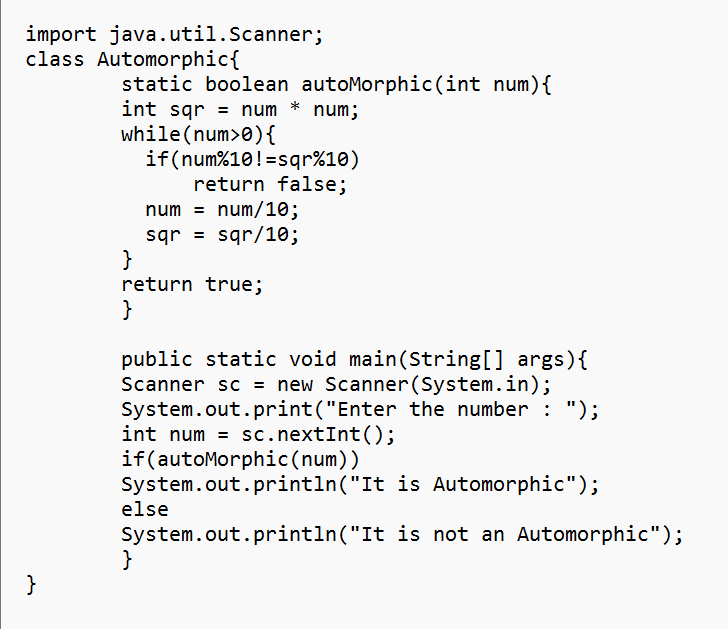 import java.util.Scanner;
class Automorphic{
        static boolean autoMorphic(int num){
        int sqr = num * num;
        while(num>0){
          if(num%10!=sqr%10)
              return false;
          num = num/10;
          sqr = sqr/10;
        }
        return true;
        }

        public static void main(String[] args){
        Scanner sc = new Scanner(System.in);
        System.out.print("Enter the number : ");
        int num = sc.nextInt();
        if(autoMorphic(num))
        System.out.println("It is Automorphic");
        else
        System.out.println("It is not an Automorphic");
        }
}